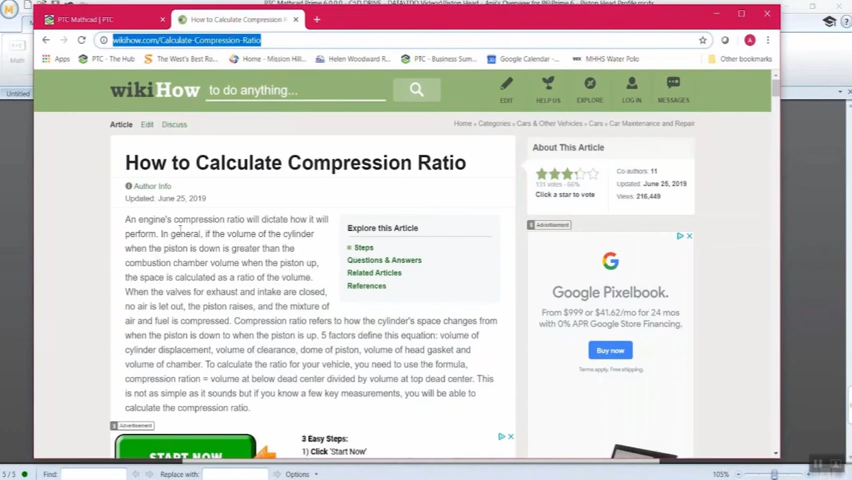 PTC Mathcad | PTC
How to Calculate Compression R
wikihow.com/Calculate-Compression-Ratio
Apps
PTC - The Hub
The West's Best Ro...
Home - Mission Hill...
Helen Woodward R...
PTC - Business Sum...
Google Calendar - ...
MHHS Water Polo
Other bookmarks
Math
Untitled
wikiHow to do anything...
EDIT
HELP US
EXPLORE
LOG IN
MESSAGES
Article Edit Discuss
Home » Categories » Cars & Other Vehicles » Cars » Car Maintenance and Repair
How to Calculate Compression Ratio
Author Info
Updated: June 25, 2019
An engine's compression ratio will dictate how it will
perform. In general, if the volume of the cylinder
when the piston is down is greater than the
combustion chamber volume when the piston up,
the space is calculated as a ratio of the volume.
When the valves for exhaust and intake are closed,
no air is let out, the piston raises, and the mixture of
air and fuel is compressed. Compression ratio refers to how the cylinder's space changes from
when the piston is down to when the piston is up. 5 factors define this equation: volume of
cylinder displacement, volume of clearance, dome of piston, volume of head gasket and
volume of chamber. To calculate the ratio for your vehicle, you need to use the formula,
compression ration = volume at below dead center divided by volume at top dead center. This
is not as simple as it sounds but if you know a few key measurements, you will be able to
calculate the compression ratio.
Explore this Article
Steps
Questions & Answers
Related Articles
References
About This Article
131 votes - 66%
Click a star to vote
Co-authors: 11
Updated: June 25, 2019
Views: 216,449
Advertisement
Google Pixelbook.
From $999 or $41.62/mo for 24 mos
with 0% APR Google Store Financing.
Buy now
Terms apply. Free shipping.
Advertisement
START NOW
3 Easy Steps:
1) Click 'Start Now'
5 / 5
Find:
Replace with:
Options
105%